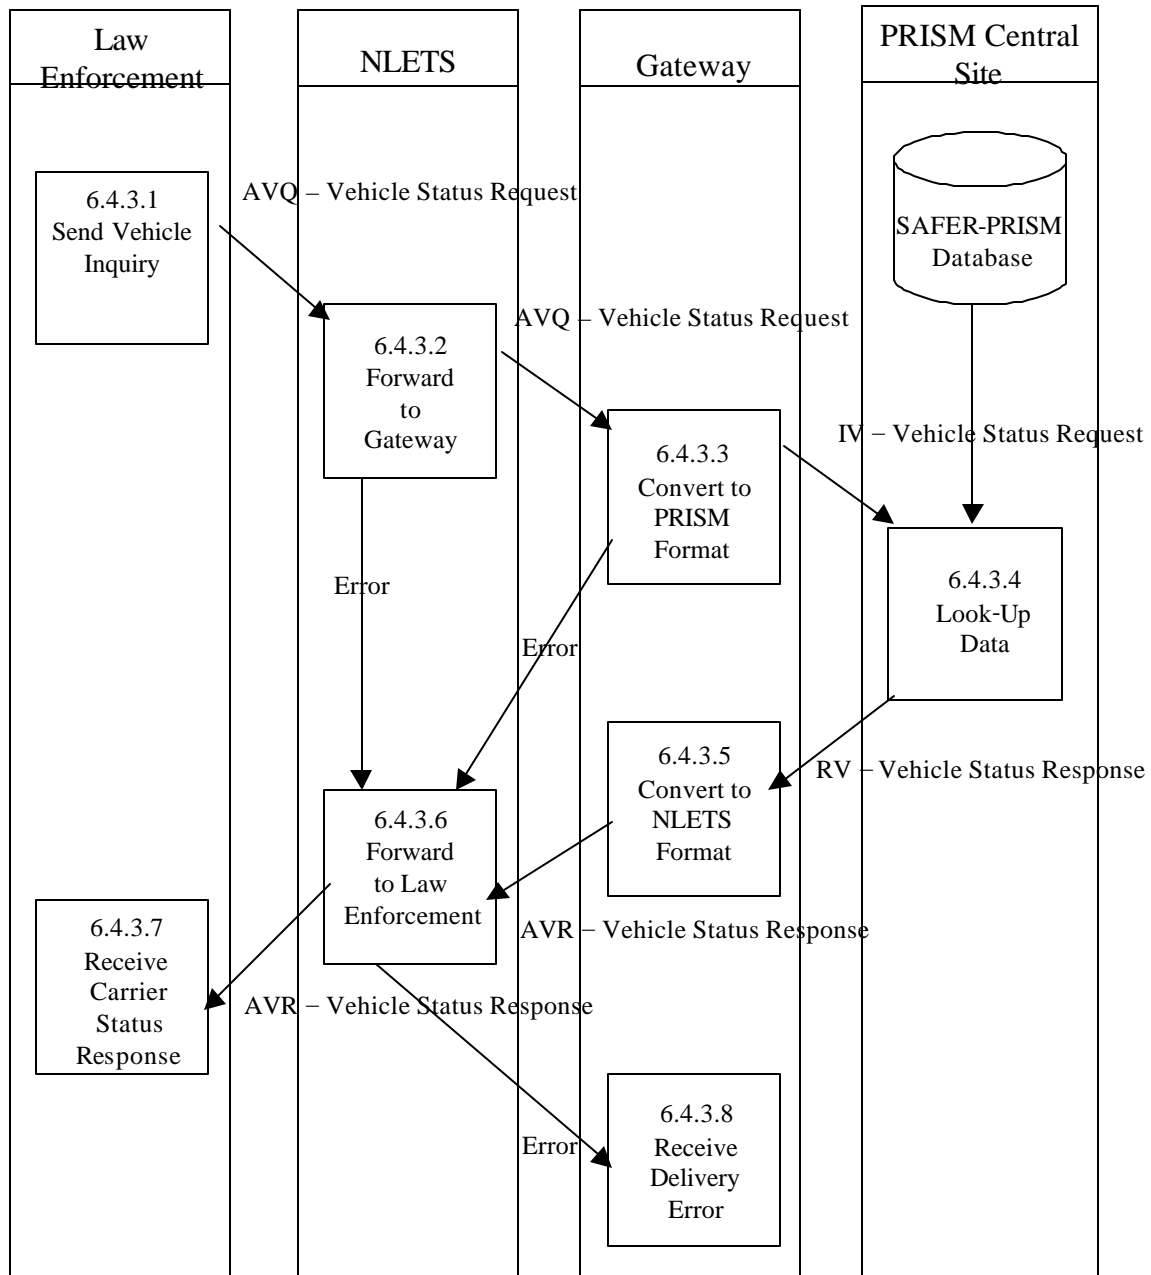 Law
Enforcement
NLETS
Gateway
PRISM Central
Site
6.4.3.1
Send Vehicle
Inquiry
AVQ – Vehicle Status Request
SAFER-PRISM
Database
6.4.3.2
Forward
to
Gateway
AVQ – Vehicle Status Request
6.4.3.3
Convert to
PRISM
Format
IV – Vehicle Status Request
6.4.3.4
Look-Up
Data
Error
Error
6.4.3.5
Convert to
NLETS
Format
RV – Vehicle Status Response
6.4.3.6
Forward
to Law
Enforcement
AVR – Vehicle Status Response
6.4.3.7
Receive
Carrier
Status
Response
AVR – Vehicle Status Response
Error
6.4.3.8
Receive
Delivery
Error